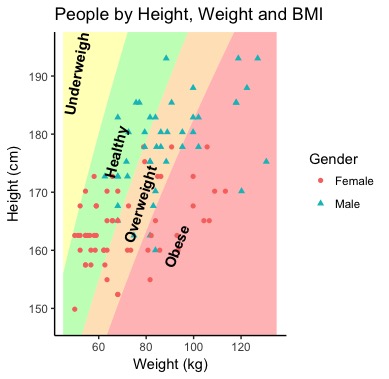 People by Height, Weight and BMI
Underweigh
Healthy
Overweight
Obese
190
180
170
160
150
Height (cm)
60
80
100
120
Weight (kg)
Gender
Female
Male